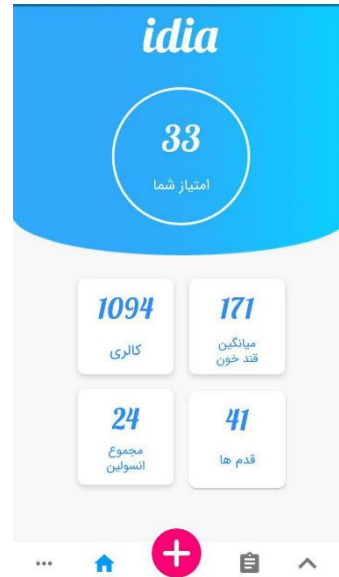 idia
33
امتیاز شما
171
میانگین
قند خون
1094
کالری
41
قدم ها
24
مجموع
انسولین